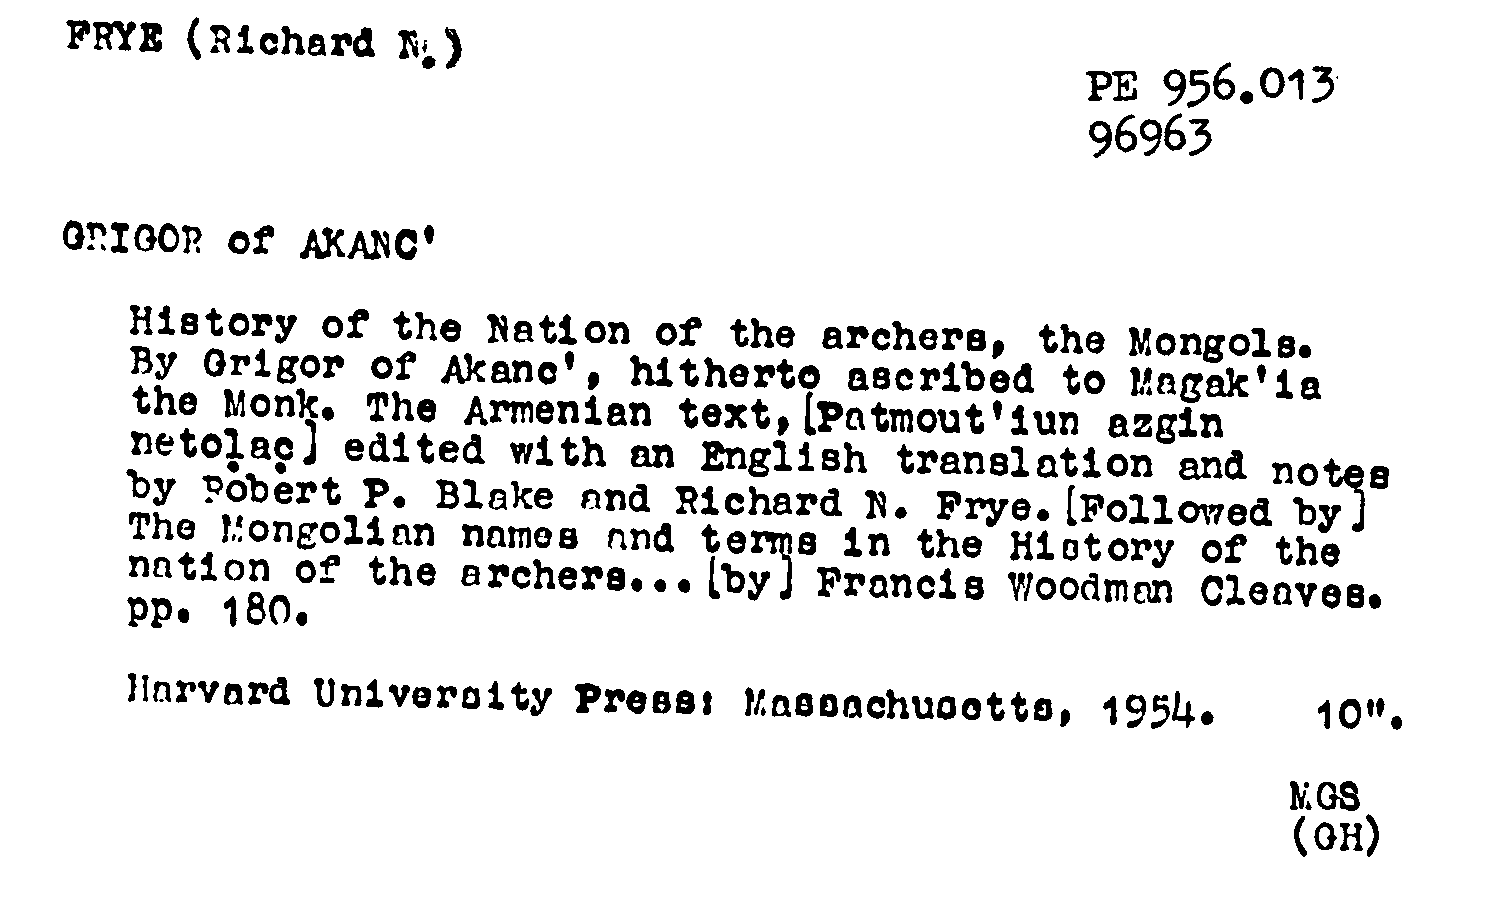 FRYE (Richard N.)
PE 956.013
96963
GRIGOR of AKANC'
History of the Nation of the archers, the Mongols.
By Grigor of Akanc', hitherto ascribed to Magak'ia
the Monk. The Armenian text,[Patmout'iun azgin
netoḷac̣] edited with an English translation and notes
by Robert P. Blake and Richard N. Frye.[Followed by]
The Mongolian names and terms in the History of the
nation of the archers...[by] Francis Woodman Cleaves.
pp. 180.
Harvard University Press: Massachusetts, 1954. 10".
MGS
(GH)